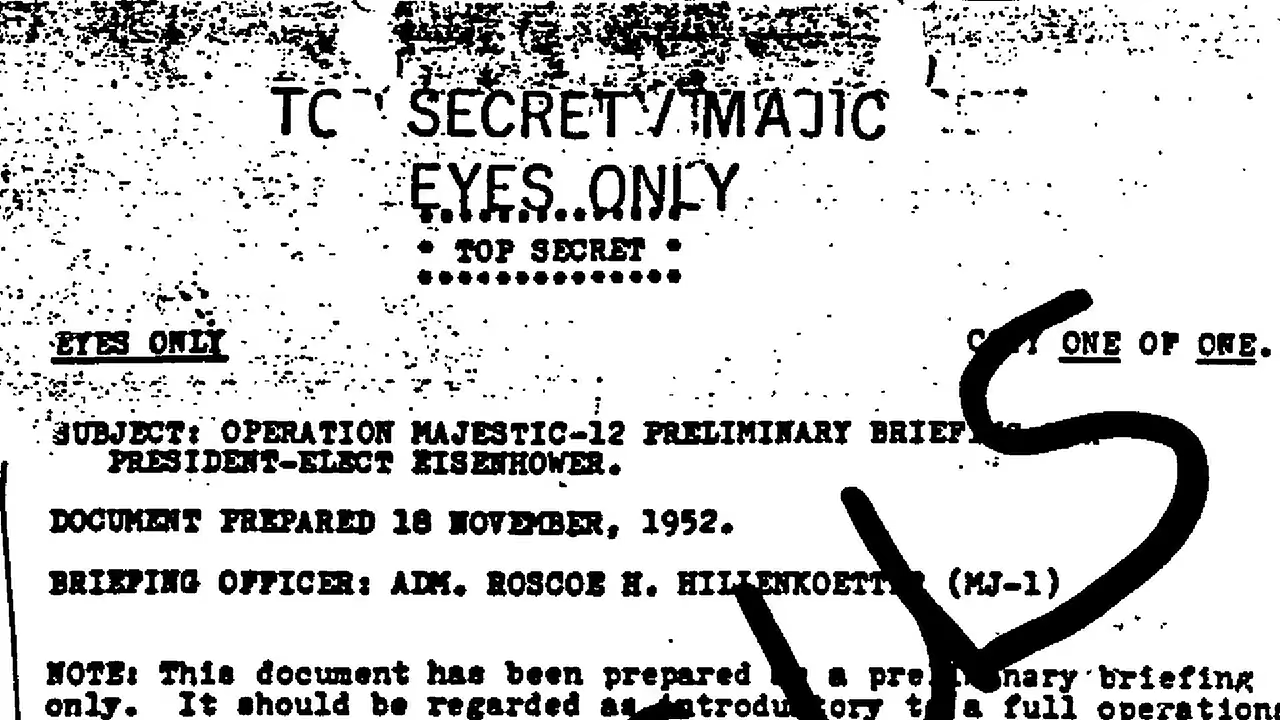 SECRET / MAJIC
EYES ONLY
* TOP SECRET *
EYES ONLY
ONE OF ONE.
SUBJECT: OPERATION MAJESTIC-12 PRELIMINARY
PRESIDENT-ELECT EISENHOWER.
DOCUMENT PREPARED 18 NOVEMBER, 1952.
BRIEFING OFFICER: ADM. ROSCOE H. HILLENKOETTER (MJ-1)
NOTE: This document has been prepared a briefing
only. It should be regarded as to a full